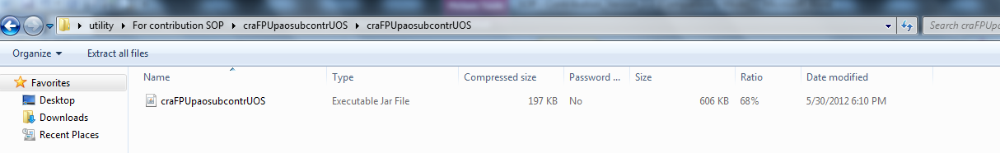 utility For contribution SOP craFPUpaosubcontrUOS craFPUpaosubcontrUOS Search craFPUpa
Organize Extract all files
Favorites
Desktop
Downloads
Recent Places
Name Type Compressed size Password ... Size Ratio Date modified
craFPUpaosubcontrUOS Executable Jar File 197 KB No 606 KB 68% 5/30/2012 6:10 PM